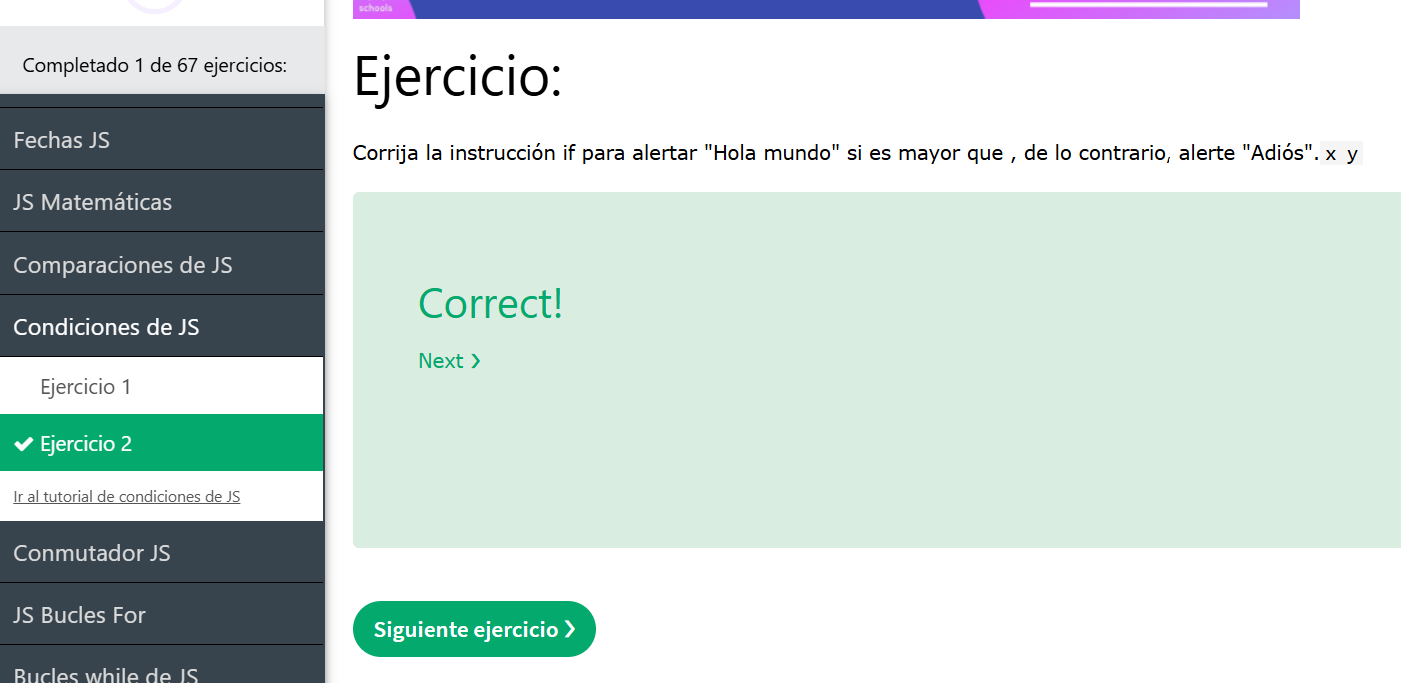 schools
Completado 1 de 67 ejercicios:
Fechas JS
JS Matemáticas
Comparaciones de JS
Condiciones de JS
Ejercicio 1
Ejercicio 2
Ir al tutorial de condiciones de JS
Conmutador JS
JS Bucles For
Bucles while de JS
Ejercicio:
Corrija la instrucción if para alertar "Hola mundo" si es mayor que , de lo contrario, alerte "Adiós". x y
Correct!
Next ❯
Siguiente ejercicio ❯